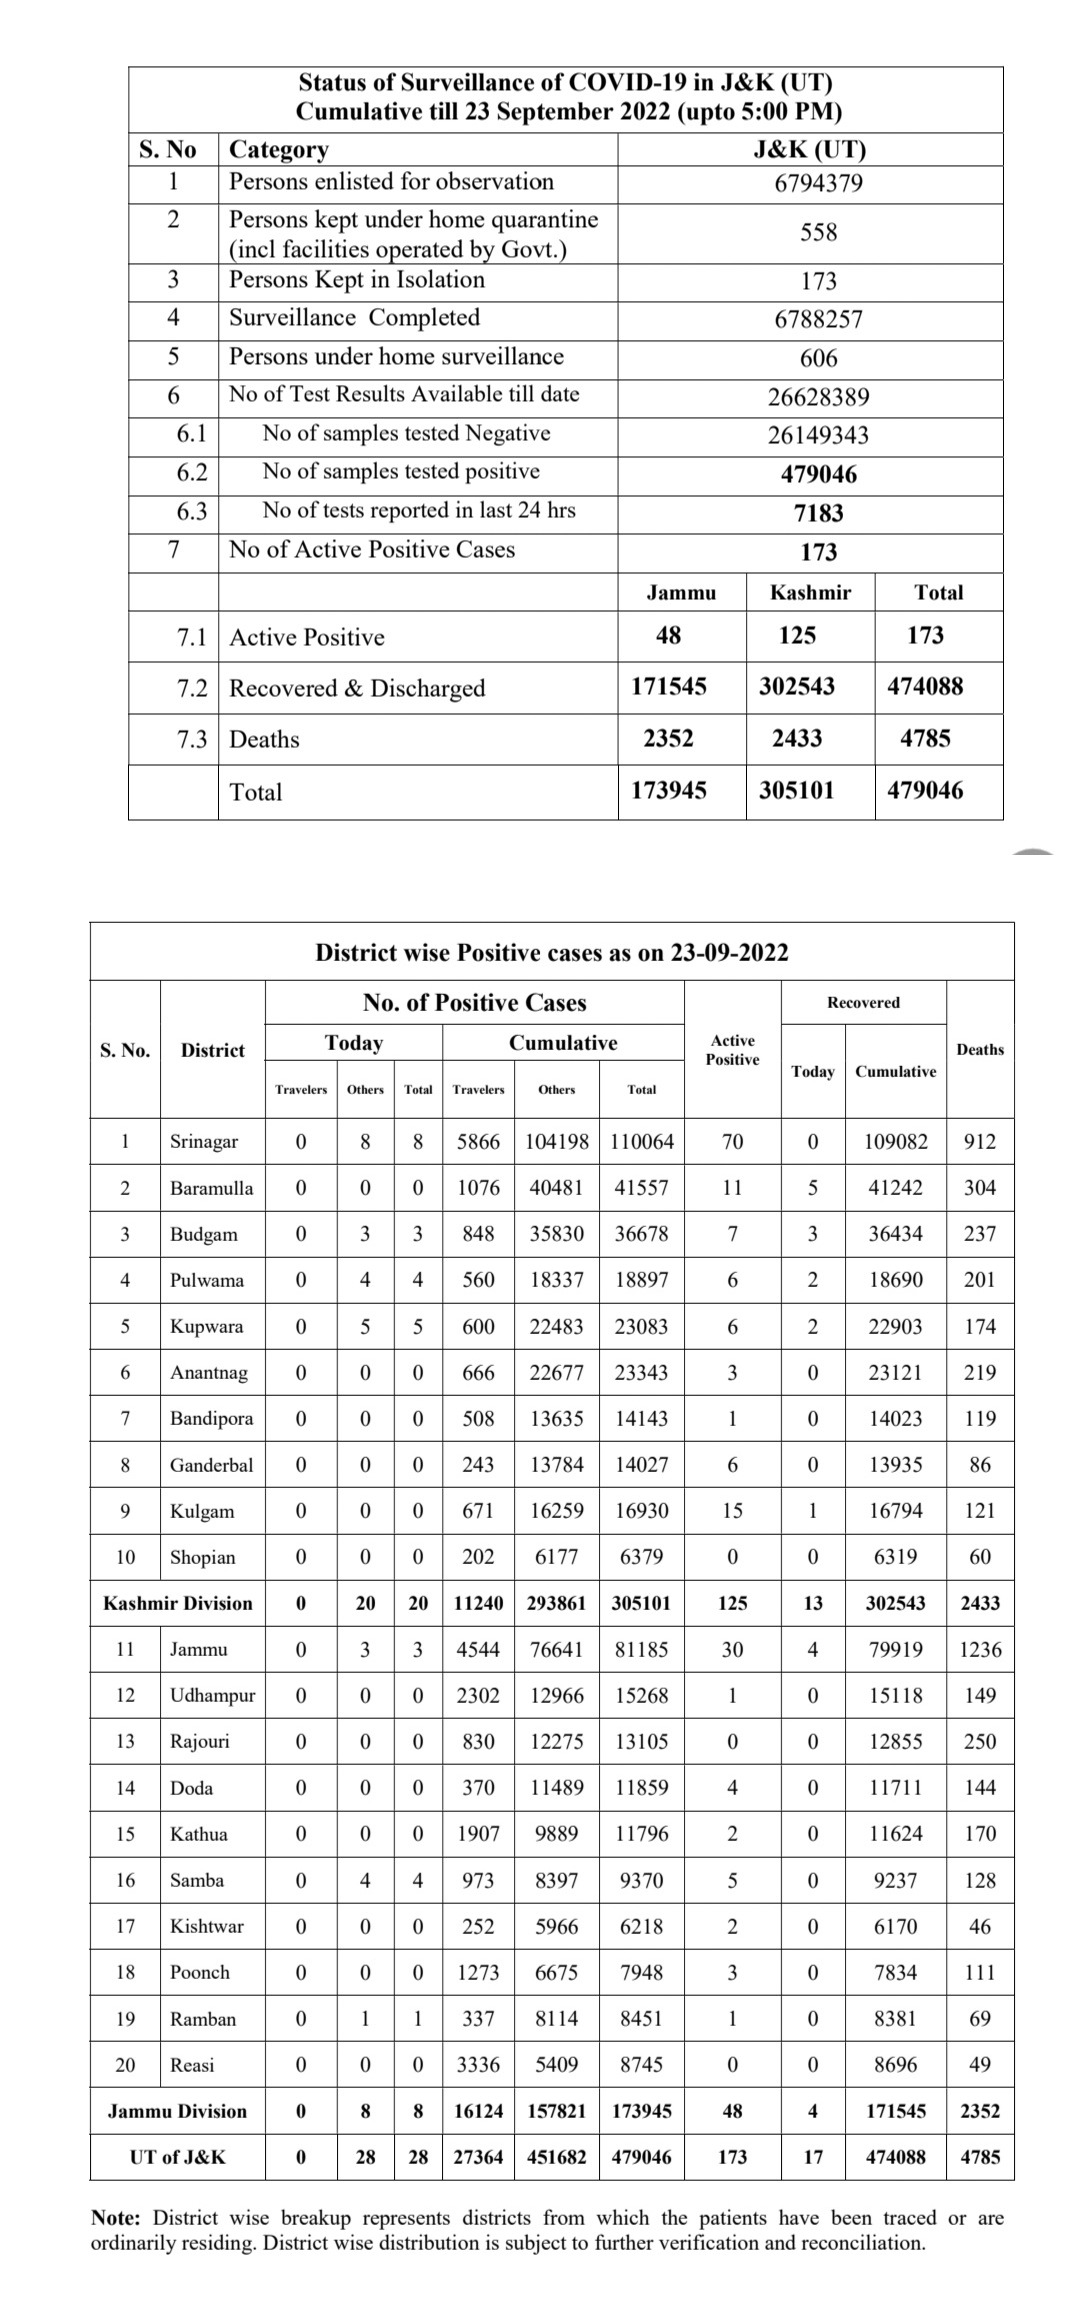 Status of Surveillance of COVID-19 in J&K (UT)
Cumulative till 23 September 2022 (upto 5:00 PM)
S. No Category J&K (UT)
1 Persons enlisted for observation 6794379
2 Persons kept under home quarantine
(incl facilities operated by Govt.) 558
3 Persons Kept in Isolation 173
4 Surveillance Completed 6788257
5 Persons under home surveillance 606
6 No of Test Results Available till date 26628389
6.1 No of samples tested Negative 26149343
6.2 No of samples tested positive 479046
6.3 No of tests reported in last 24 hrs 7183
7 No of Active Positive Cases 173
Jammu Kashmir Total
7.1 Active Positive 48 125 173
7.2 Recovered & Discharged 171545 302543 474088
7.3 Deaths 2352 2433 4785
Total 173945 305101 479046
District wise Positive cases as on 23-09-2022
S. No. District No. of Positive Cases Active Positive Recovered Deaths
Today Cumulative Today Cumulative
Travelers Others Total Travelers Others Total
1 Srinagar 0 8 8 5866 104198 110064 70 0 109082 912
2 Baramulla 0 0 0 1076 40481 41557 11 5 41242 304
3 Budgam 0 3 3 848 35830 36678 7 3 36434 237
4 Pulwama 0 4 4 560 18337 18897 6 2 18690 201
5 Kupwara 0 5 5 600 22483 23083 6 2 22903 174
6 Anantnag 0 0 0 666 22677 23343 3 0 23121 219
7 Bandipora 0 0 0 508 13635 14143 1 0 14023 119
8 Ganderbal 0 0 0 243 13784 14027 6 0 13935 86
9 Kulgam 0 0 0 671 16259 16930 15 1 16794 121
10 Shopian 0 0 0 202 6177 6379 0 0 6319 60
Kashmir Division 0 20 20 11240 293861 305101 125 13 302543 2433
11 Jammu 0 3 3 4544 76641 81185 30 4 79919 1236
12 Udhampur 0 0 0 2302 12966 15268 1 0 15118 149
13 Rajouri 0 0 0 830 12275 13105 0 0 12855 250
14 Doda 0 0 0 370 11489 11859 4 0 11711 144
15 Kathua 0 0 0 1907 9889 11796 2 0 11624 170
16 Samba 0 4 4 973 8397 9370 5 0 9237 128
17 Kishtwar 0 0 0 252 5966 6218 2 0 6170 46
18 Poonch 0 0 0 1273 6675 7948 3 0 7834 111
19 Ramban 0 1 1 337 8114 8451 1 0 8381 69
20 Reasi 0 0 0 3336 5409 8745 0 0 8696 49
Jammu Division 0 8 8 16124 157821 173945 48 4 171545 2352
UT of J&K 0 28 28 27364 451682 479046 173 17 474088 4785
Note: District wise breakup represents districts from which the patients have been traced or are
ordinarily residing. District wise distribution is subject to further verification and reconciliation.